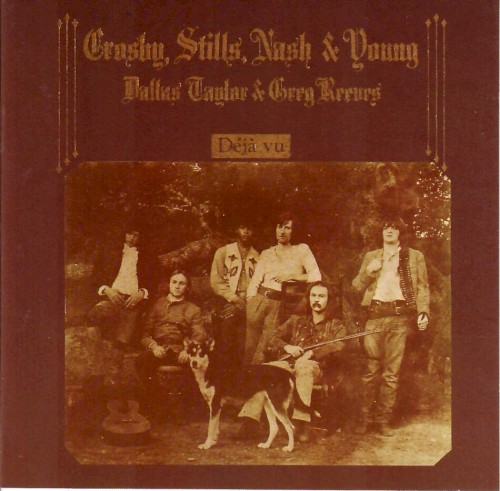 Crosby, Stills, Nash & Young
Dallas Taylor & Greg Reeves
Déjà vu